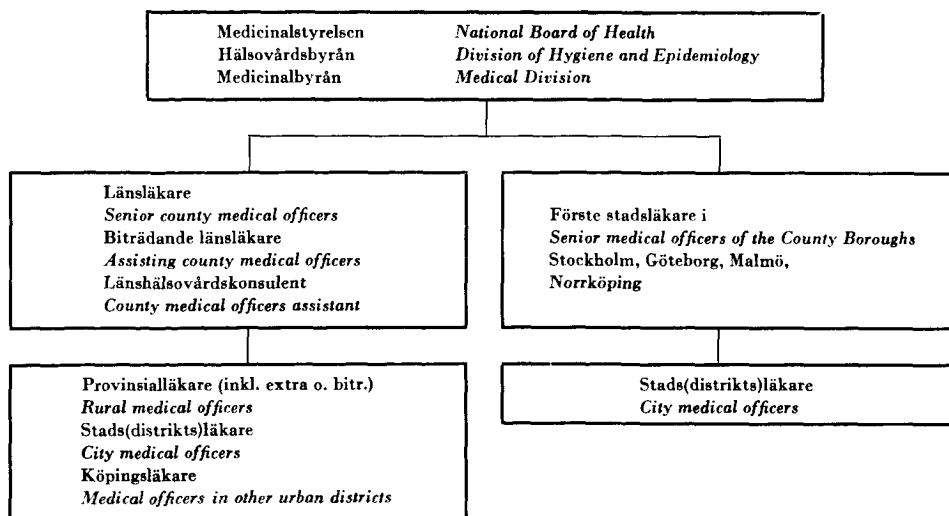 Medicinalstyrelsen National Board of Health
Hälsovårdsbyrån Division of Hygiene and Epidemiology
Medicinalbyrån Medical Division
Länsläkare
Senior county medical officers
Biträdande länsläkare
Assisting county medical officers
Länshälsovårdskonsulent
County medical officers assistant
Förste stadsläkare i
Senior medical officers of the County Boroughs
Stockholm, Göteborg, Malmö,
Norrköping
Provinsialläkare (inkl. extra o. bitr.)
Rural medical officers
Stads(distrikts)läkare
City medical officers
Köpingsläkare
Medical officers in other urban districts
Stads(distrikts)läkare
City medical officers